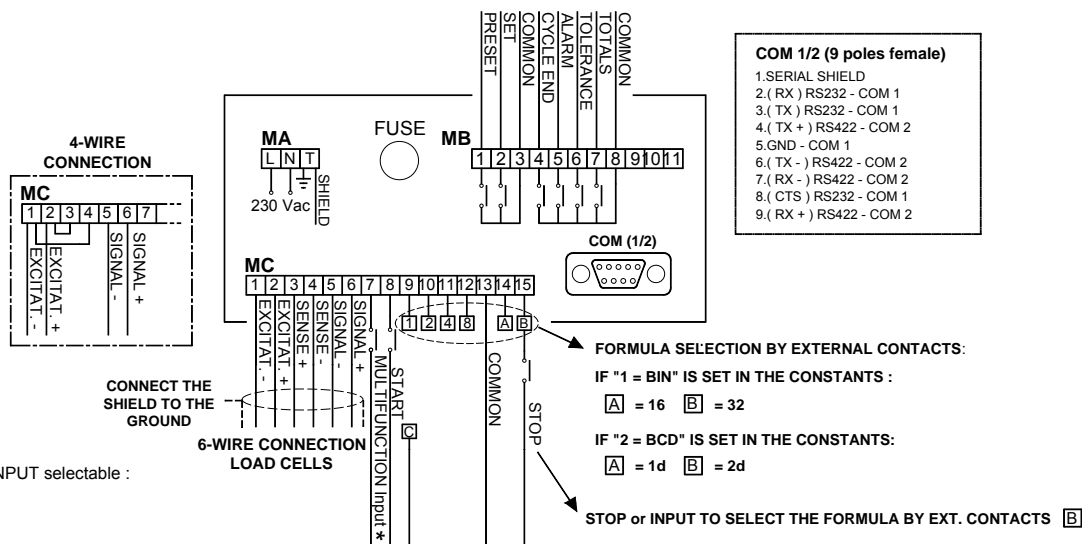 PRESET
SET
COMMON
CYCLE END
ALARM
TOLERANCE
TOTALS
COMMON
COM 1/2 (9 poles female)
1.SERIAL SHIELD
2.( RX ) RS232 - COM 1
3.( TX ) RS232 - COM 1
4.( TX + ) RS422 - COM 2
5.GND - COM 1
6.( TX - ) RS422 - COM 2
7.( RX - ) RS422 - COM 2
8.( CTS ) RS232 - COM 1
9.( RX + ) RS422 - COM 2
4-WIRE
CONNECTION
MC
1 2 3 4 5 6 7
EXCITAT. -
EXCITAT. +
SIGNAL -
SIGNAL +
MA
L N T
SHIELD
230 Vac
FUSE
MB
1 2 3 4 5 6 7 8 9 10 11
COM (1/2)
MC
1 2 3 4 5 6 7 8 9 10 11 12 13 14 15
1 2 4 8 A B
EXCITAT. -
EXCITAT. +
SENSE +
SENSE -
SIGNAL -
SIGNAL +
MULTIFUNCTION Input *
START
C
COMMON
STOP
CONNECT THE
SHIELD TO THE
GROUND
6-WIRE CONNECTION
LOAD CELLS
NPUT selectable :
FORMULA SELECTION BY EXTERNAL CONTACTS:
IF "1 = BIN" IS SET IN THE CONSTANTS :
A = 16 B = 32
IF "2 = BCD" IS SET IN THE CONSTANTS:
A = 1d B = 2d
STOP or INPUT TO SELECT THE FORMULA BY EXT. CONTACTS B